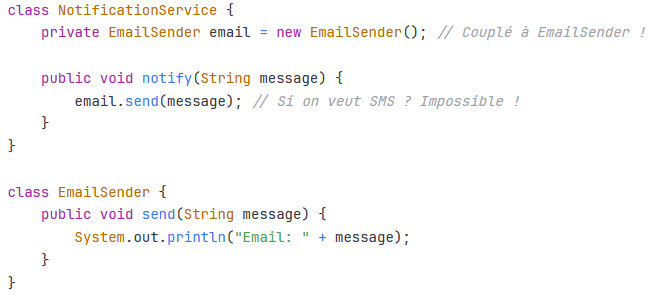 class NotificationService {
    private EmailSender email = new EmailSender(); // Couplé à EmailSender !

    public void notify(String message) {
        email.send(message); // Si on veut SMS ? Impossible !
    }
}

class EmailSender {
    public void send(String message) {
        System.out.println("Email: " + message);
    }
}